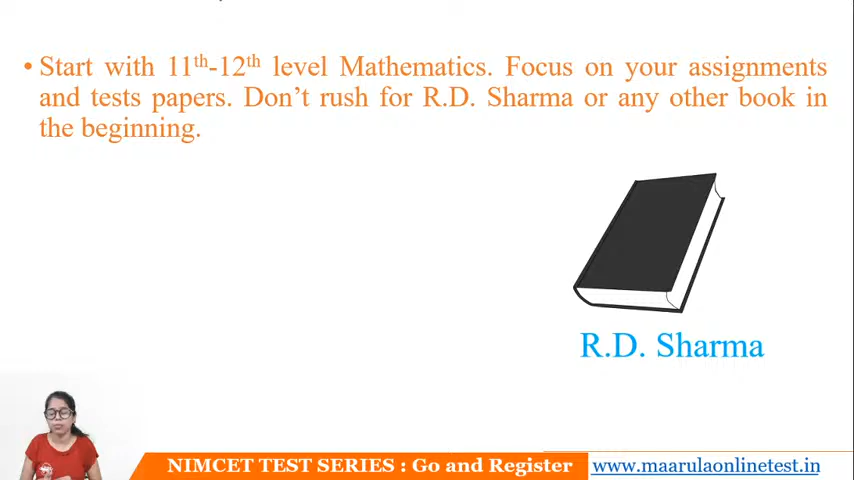 • Start with 11th-12th level Mathematics. Focus on your assignments
and tests papers. Don’t rush for R.D. Sharma or any other book in
the beginning.
R.D. Sharma
NIMCET TEST SERIES : Go and Register
www.maarulaonlinetest.in